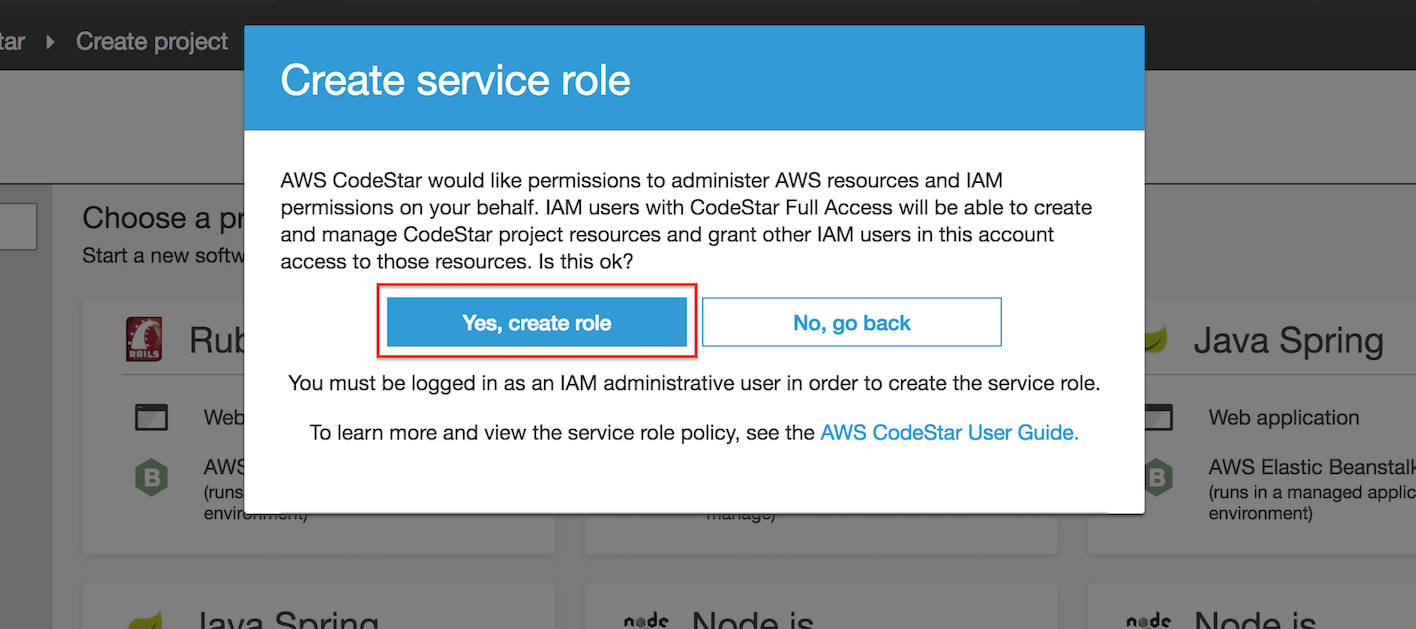 tar Create project
Create service role
AWS CodeStar would like permissions to administer AWS resources and IAM
permissions on your behalf. IAM users with CodeStar Full Access will be able to create
and manage CodeStar project resources and grant other IAM users in this account
access to those resources. Is this ok?
Yes, create role
No, go back
You must be logged in as an IAM administrative user in order to create the service role.
To learn more and view the service role policy, see the AWS CodeStar User Guide.
Choose a pr
Start a new softw
RAILS
Rub
Web
B
AWS
(runs
environment)
manage)
Java Spring
Web application
B
AWS Elastic Beanstalk
(runs in a managed applic
environment)
Java Spring
node
Node.js
node
Node.js